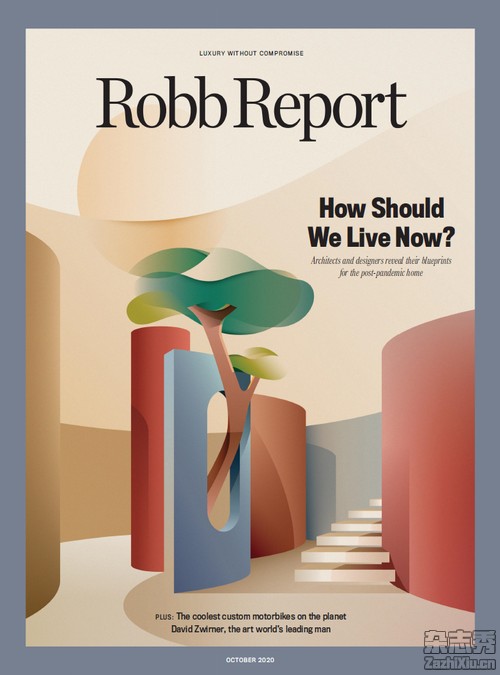 LUXURY WITHOUT COMPROMISE
Robb Report
How Should
We Live Now?
Architects and designers reveal their blueprints
for the post-pandemic home
PLUS: The coolest custom motorbikes on the planet
David Zwirner, the art world's leading man
OCTOBER 2020
杂志秀
ZazhiXiu.cn